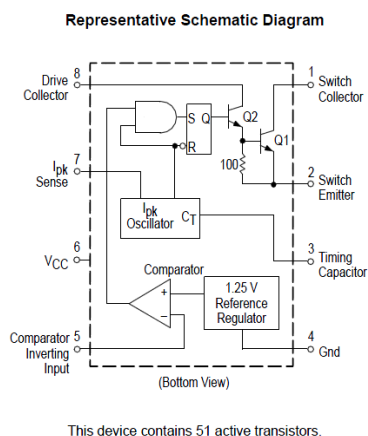 Representative Schematic Diagram
8
Drive
Collector
1
Switch
Collector
S Q
Q2
R
Q1
100
7
Ipk
Sense
2
Switch
Emitter
Ipk
Oscillator
CT
6
VCC
3
Timing
Capacitor
Comparator
+
–
1.25 V
Reference
Regulator
5
Comparator
Inverting
Input
4
Gnd
(Bottom View)
This device contains 51 active transistors.